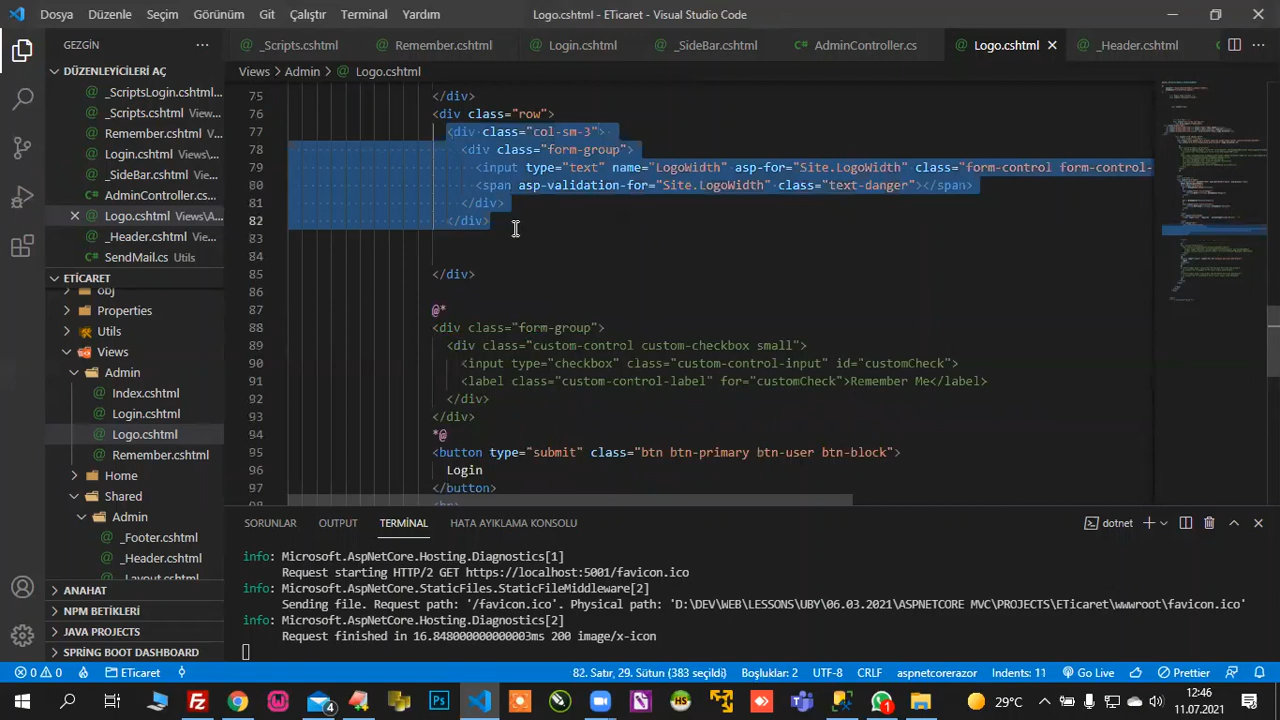 Dosya Düzenle Seçim Görünüm Git Çalıştır Terminal Yardım Logo.cshtml - ETicaret - Visual Studio Code
GEZGİN
_Scripts.cshtml Remember.cshtml Login.cshtml _SideBar.cshtml AdminController.cs Logo.cshtml _Header.cshtml
DÜZENLEYİCİLERİ AÇ
Views > Admin > Logo.cshtml
_ScriptsLogin.cshtml Views...
_Scripts.cshtml Views\S...
Remember.cshtml Vie...
Login.cshtml Views\A...
_SideBar.cshtml Vie...
AdminController.cs...
Logo.cshtml Views\A...
_Header.cshtml Vie...
SendMail.cs Utils
ETİCARET
obj
Properties
Utils
Views
Admin
Index.cshtml
Login.cshtml
Logo.cshtml
Remember.cshtml
Home
Shared
Admin
_Footer.cshtml
_Header.cshtml
_Layout.cshtml
ANAHAT
NPM BETİKLERİ
JAVA PROJECTS
SPRING BOOT DASHBOARD
75 </div>
76 <div class="row">
77 <div class="col-sm-3">
78 <div class="form-group">
79 <input type="text" name="LogoWidth" asp-for="Site.LogoWidth" class="form-control form-control-
80 <span asp-validation-for="Site.LogoWidth" class="text-danger"></span>
81 </div>
82 </div>
83
84
85 </div>
86
87 @*
88 <div class="form-group">
89 <div class="custom-control custom-checkbox small">
90 <input type="checkbox" class="custom-control-input" id="customCheck">
91 <label class="custom-control-label" for="customCheck">Remember Me</label>
92 </div>
93 </div>
94 *@
95 <button type="submit" class="btn btn-primary btn-user btn-block">
96 Login
97 </button>
98 <hr>
SORUNLAR OUTPUT TERMİNAL HATA AYIKLAMA KONSOLU dotnet
info: Microsoft.AspNetCore.Hosting.Diagnostics[1]
Request starting HTTP/2 GET https://localhost:5001/favicon.ico
info: Microsoft.AspNetCore.StaticFiles.StaticFileMiddleware[2]
Sending file. Request path: '/favicon.ico'. Physical path: 'D:\DEV\WEB\LESSONS\UBY\06.03.2021\ASPNETCORE MVC\PROJECTS\ETicaret\wwwroot\favicon.ico'
info: Microsoft.AspNetCore.Hosting.Diagnostics[2]
Request finished in 16.848000000000003ms 200 image/x-icon
0 0 ETicaret 82. Satır, 29. Sütun (383 seçildi) Boşluklar: 2 UTF-8 CRLF aspnetcorerazor Indents: 11 Go Live Prettier
4 Ps HS 1 29°C 12:46
11.07.2021